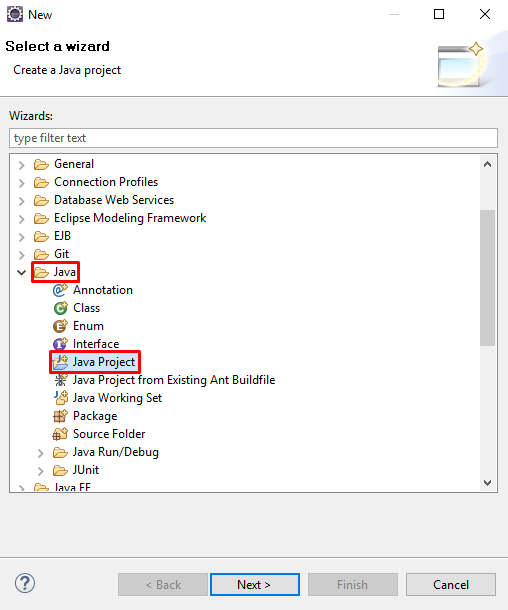 New
Select a wizard
Create a Java project
Wizards:
type filter text
General
Connection Profiles
Database Web Services
Eclipse Modeling Framework
EJB
Git
Java
Annotation
Class
Enum
Interface
Java Project
Java Project from Existing Ant Buildfile
Java Working Set
Package
Source Folder
Java Run/Debug
JUnit
Java EE
?
< Back
Next >
Finish
Cancel